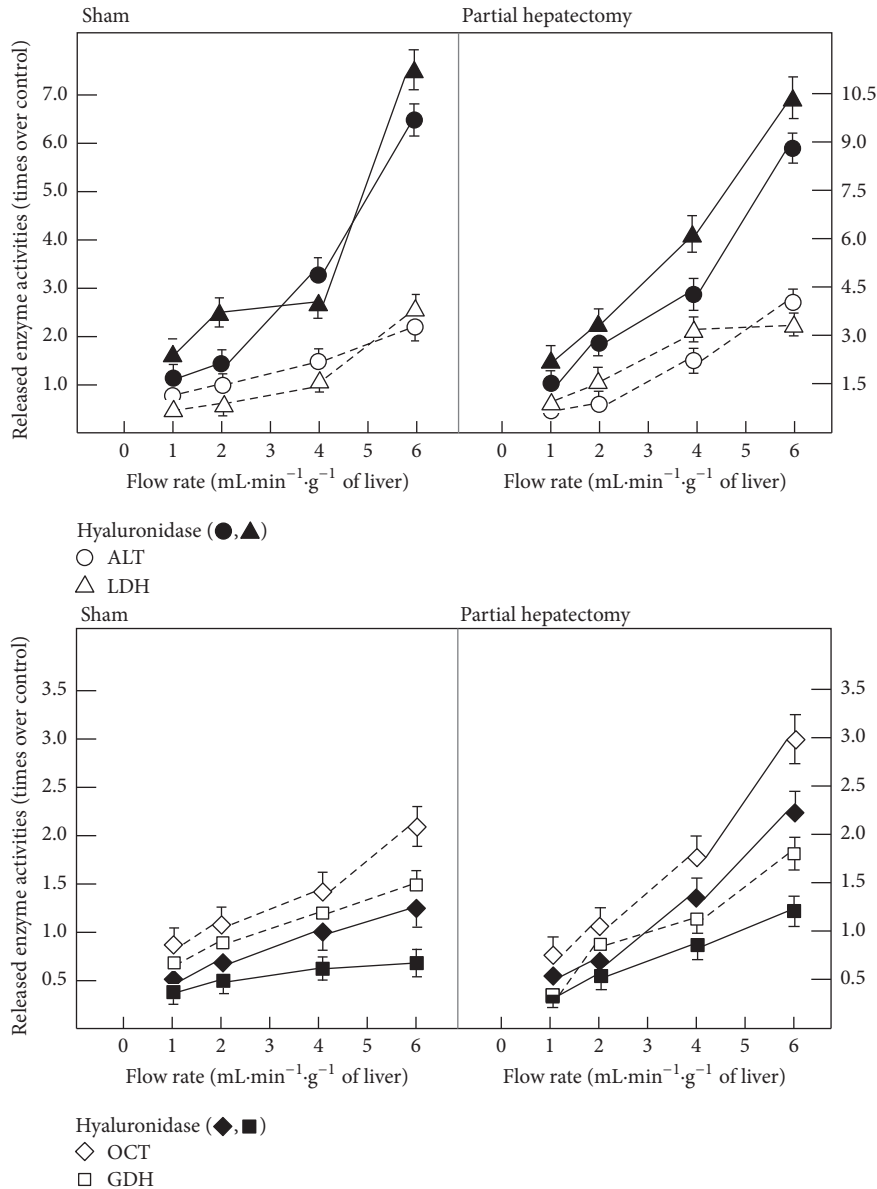 Sham
Partial hepatectomy
Released enzyme activities (times over control)
7.0
6.0
5.0
4.0
3.0
2.0
1.0
10.5
9.0
7.5
6.0
4.5
3.0
1.5
0 1 2 3 4 5 6
0 1 2 3 4 5 6
Flow rate (mL·min⁻¹·g⁻¹ of liver)
Flow rate (mL·min⁻¹·g⁻¹ of liver)
Hyaluronidase (●,▲)
○ ALT
△ LDH
Sham
Partial hepatectomy
Released enzyme activities (times over control)
3.5
3.0
2.5
2.0
1.5
1.0
0.5
3.5
3.0
2.5
2.0
1.5
1.0
0.5
0 1 2 3 4 5 6
0 1 2 3 4 5 6
Flow rate (mL·min⁻¹·g⁻¹ of liver)
Flow rate (mL·min⁻¹·g⁻¹ of liver)
Hyaluronidase (◆,■)
◇ OCT
□ GDH